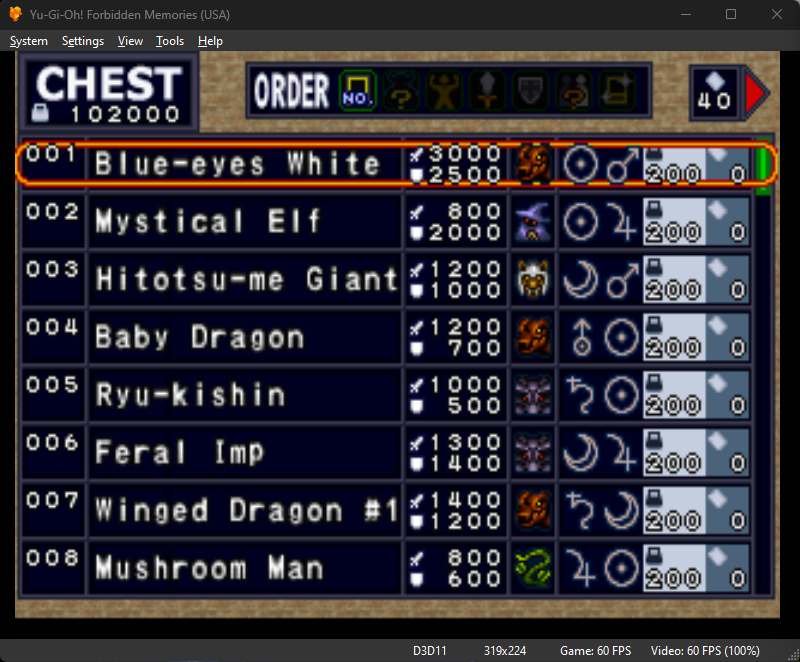 Yu-Gi-Oh! Forbidden Memories (USA)
System Settings View Tools Help
CHEST
102000
ORDER NO. ? ?
40
001 Blue-eyes White 3000 2500 200 0
002 Mystical Elf 800 2000 200 0
003 Hitotsu-me Giant 1200 1000 200 0
004 Baby Dragon 1200 700 200 0
005 Ryu-kishin 1000 500 200 0
006 Feral Imp 1300 1400 200 0
007 Winged Dragon #1 1400 1200 200 0
008 Mushroom Man 800 600 200 0
D3D11 319x224 Game: 60 FPS Video: 60 FPS (100%)